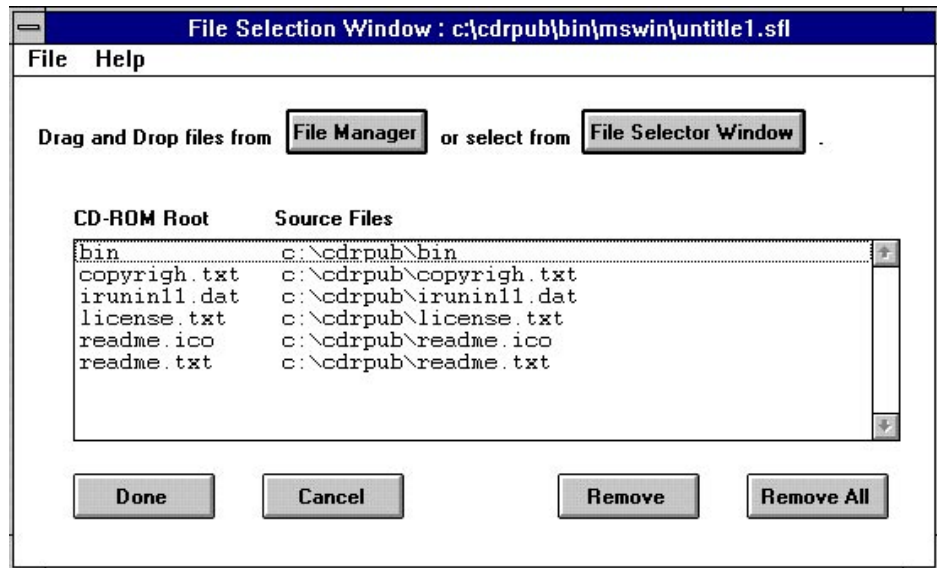 File Selection Window : c:\cdrpub\bin\mswin\untitle1.sfl
File Help
Drag and Drop files from File Manager or select from File Selector Window .
CD-ROM Root Source Files
bin c:\cdrpub\bin
copyrigh.txt c:\cdrpub\copyrigh.txt
irunin11.dat c:\cdrpub\irunin11.dat
license.txt c:\cdrpub\license.txt
readme.ico c:\cdrpub\readme.ico
readme.txt c:\cdrpub\readme.txt
Done Cancel Remove Remove All